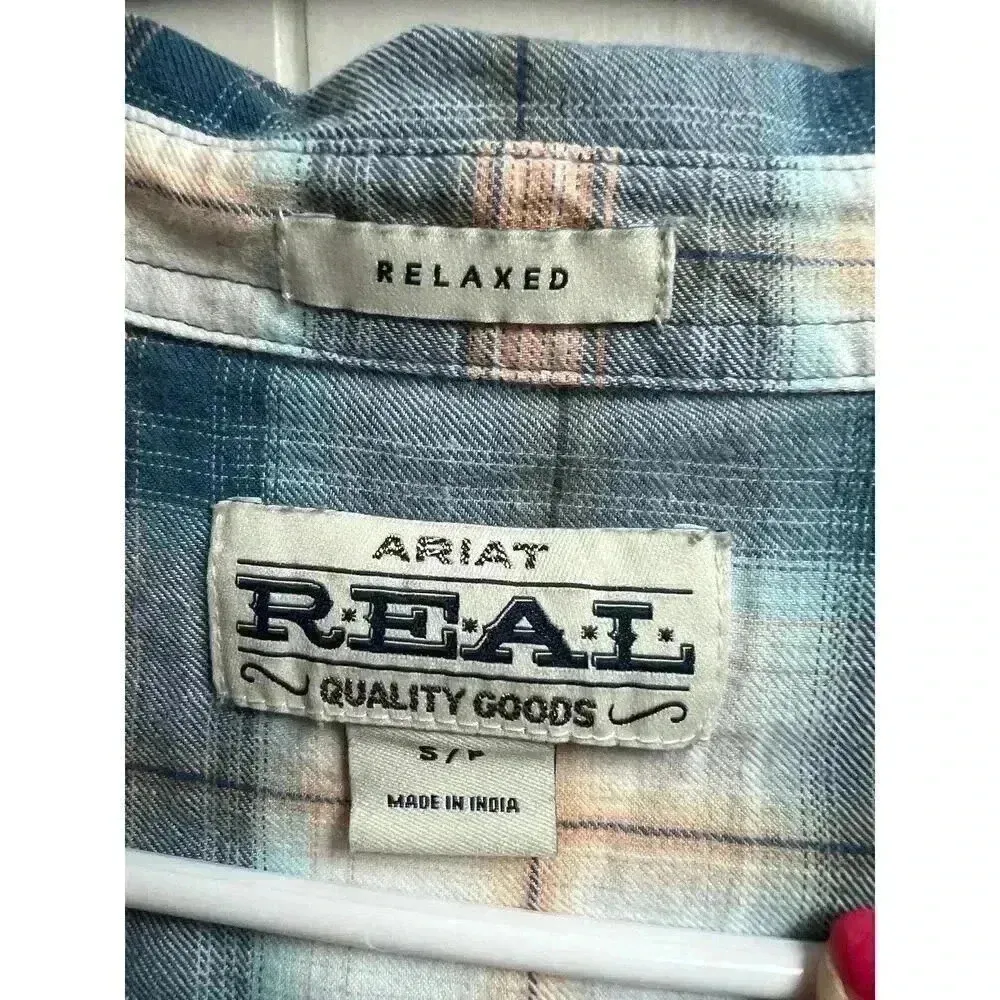 RELAXED
ARIAT
R.E.A.L.
QUALITY GOODS
S/P
MADE IN INDIA